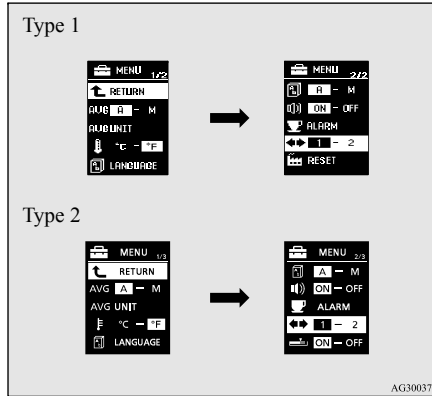 Type 1
MENU 1/2
RETURN
AVG A - M
AVG UNIT
°C - °F
LANGUAGE
MENU 2/2
A - M
ON - OFF
ALARM
1 - 2
RESET
Type 2
MENU 1/3
RETURN
AVG A - M
AVG UNIT
°C - °F
LANGUAGE
MENU 2/3
A - M
ON - OFF
ALARM
1 - 2
ON - OFF
AG30037